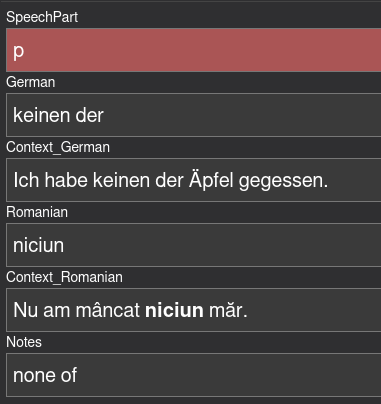 SpeechPart
p
German
keinen der
Context_German
Ich habe keinen der Äpfel gegessen.
Romanian
niciun
Context_Romanian
Nu am mâncat niciun măr.
Notes
none of